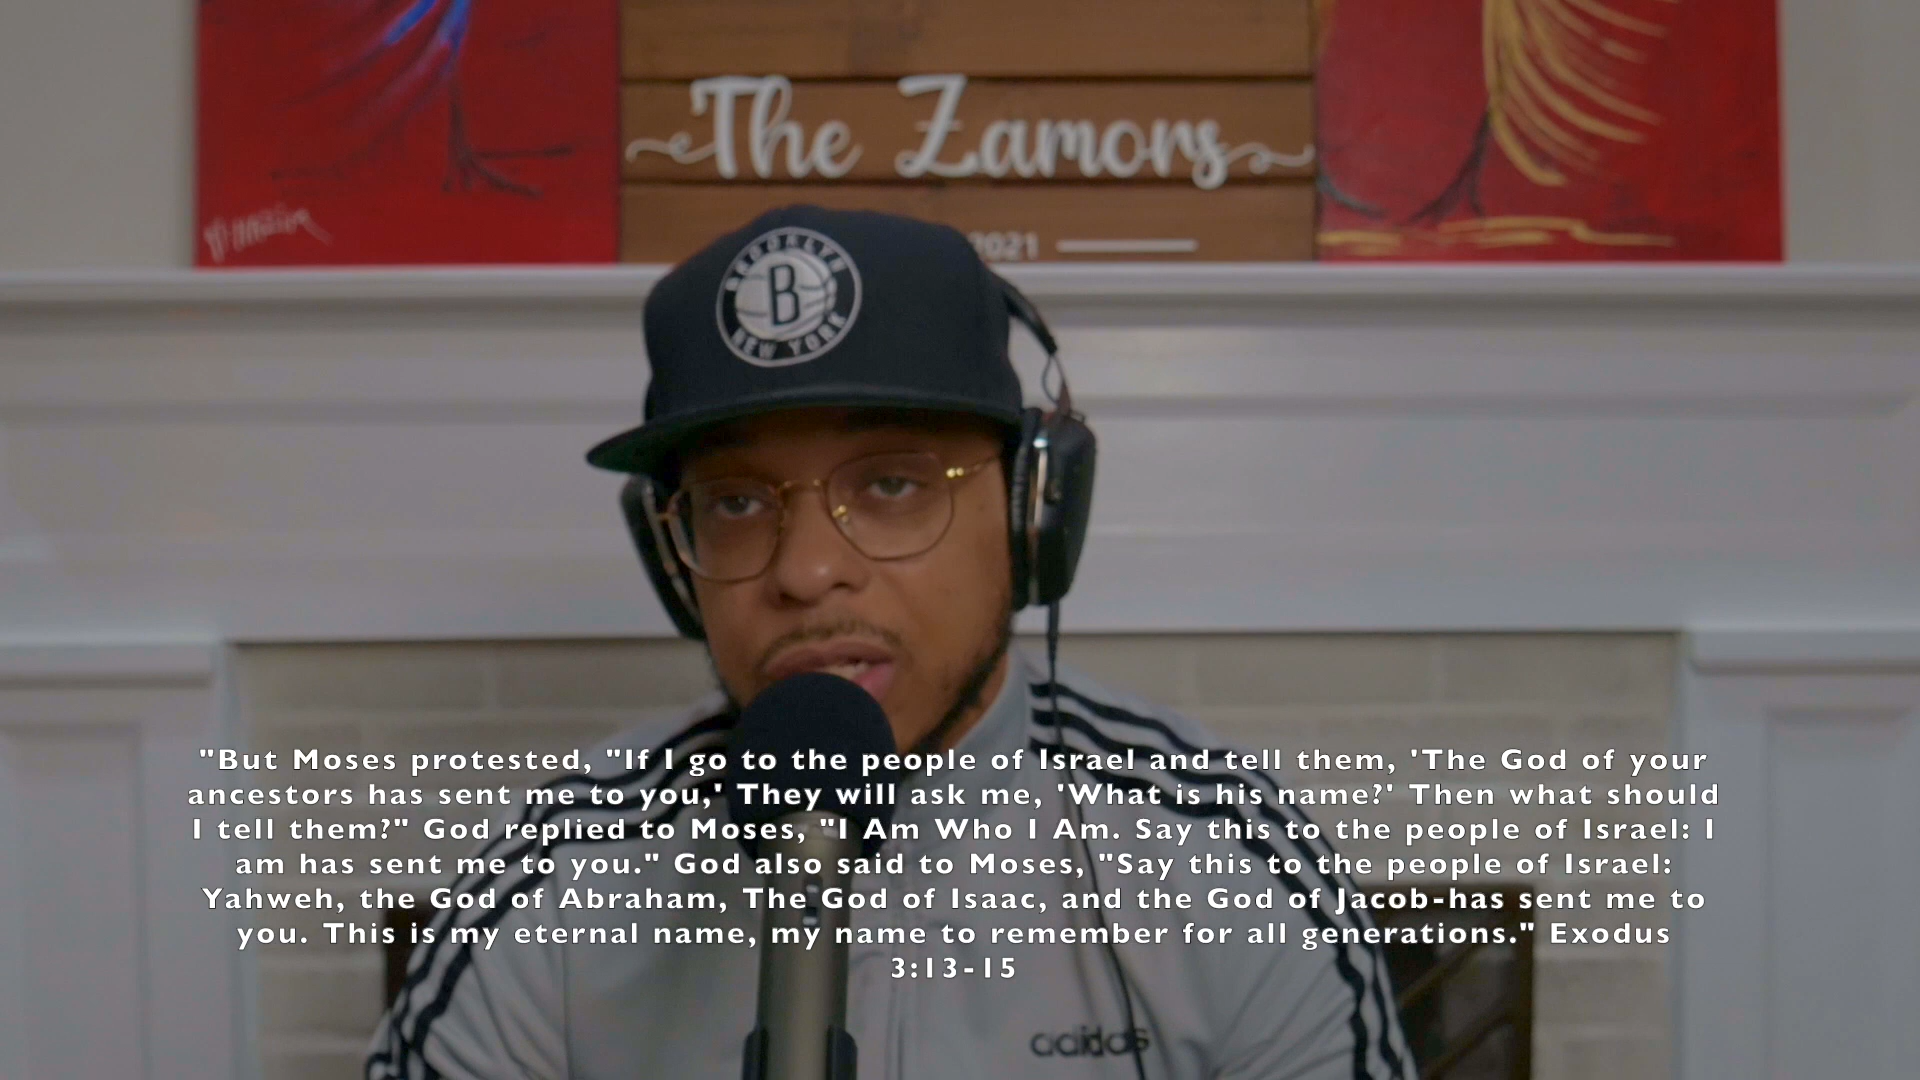 The Zamors
2021
BROOKLYN
B
NEW YORK
"But Moses protested, "If I go to the people of Israel and tell them, 'The God of your
ancestors has sent me to you,' They will ask me, 'What is his name?' Then what should
I tell them?" God replied to Moses, "I Am Who I Am. Say this to the people of Israel: I
am has sent me to you." God also said to Moses, "Say this to the people of Israel:
Yahweh, the God of Abraham, The God of Isaac, and the God of Jacob-has sent me to
you. This is my eternal name, my name to remember for all generations." Exodus
3:13-15
adidas